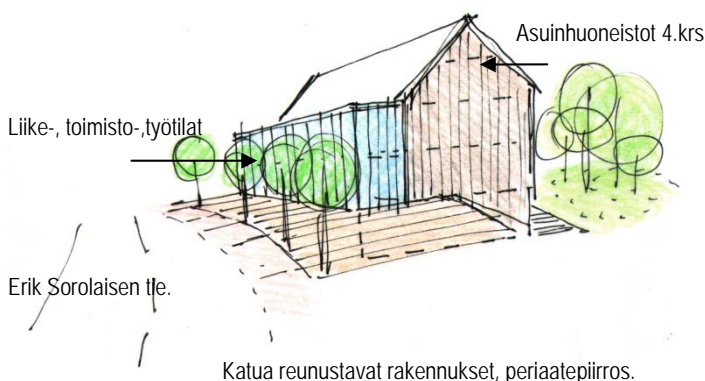 Asuinhuoneistot 4.krs
Liike-, toimisto-,työtilat
Erik Sorolaisen tie.
Katua reunustavat rakennukset, periaatepiirros.